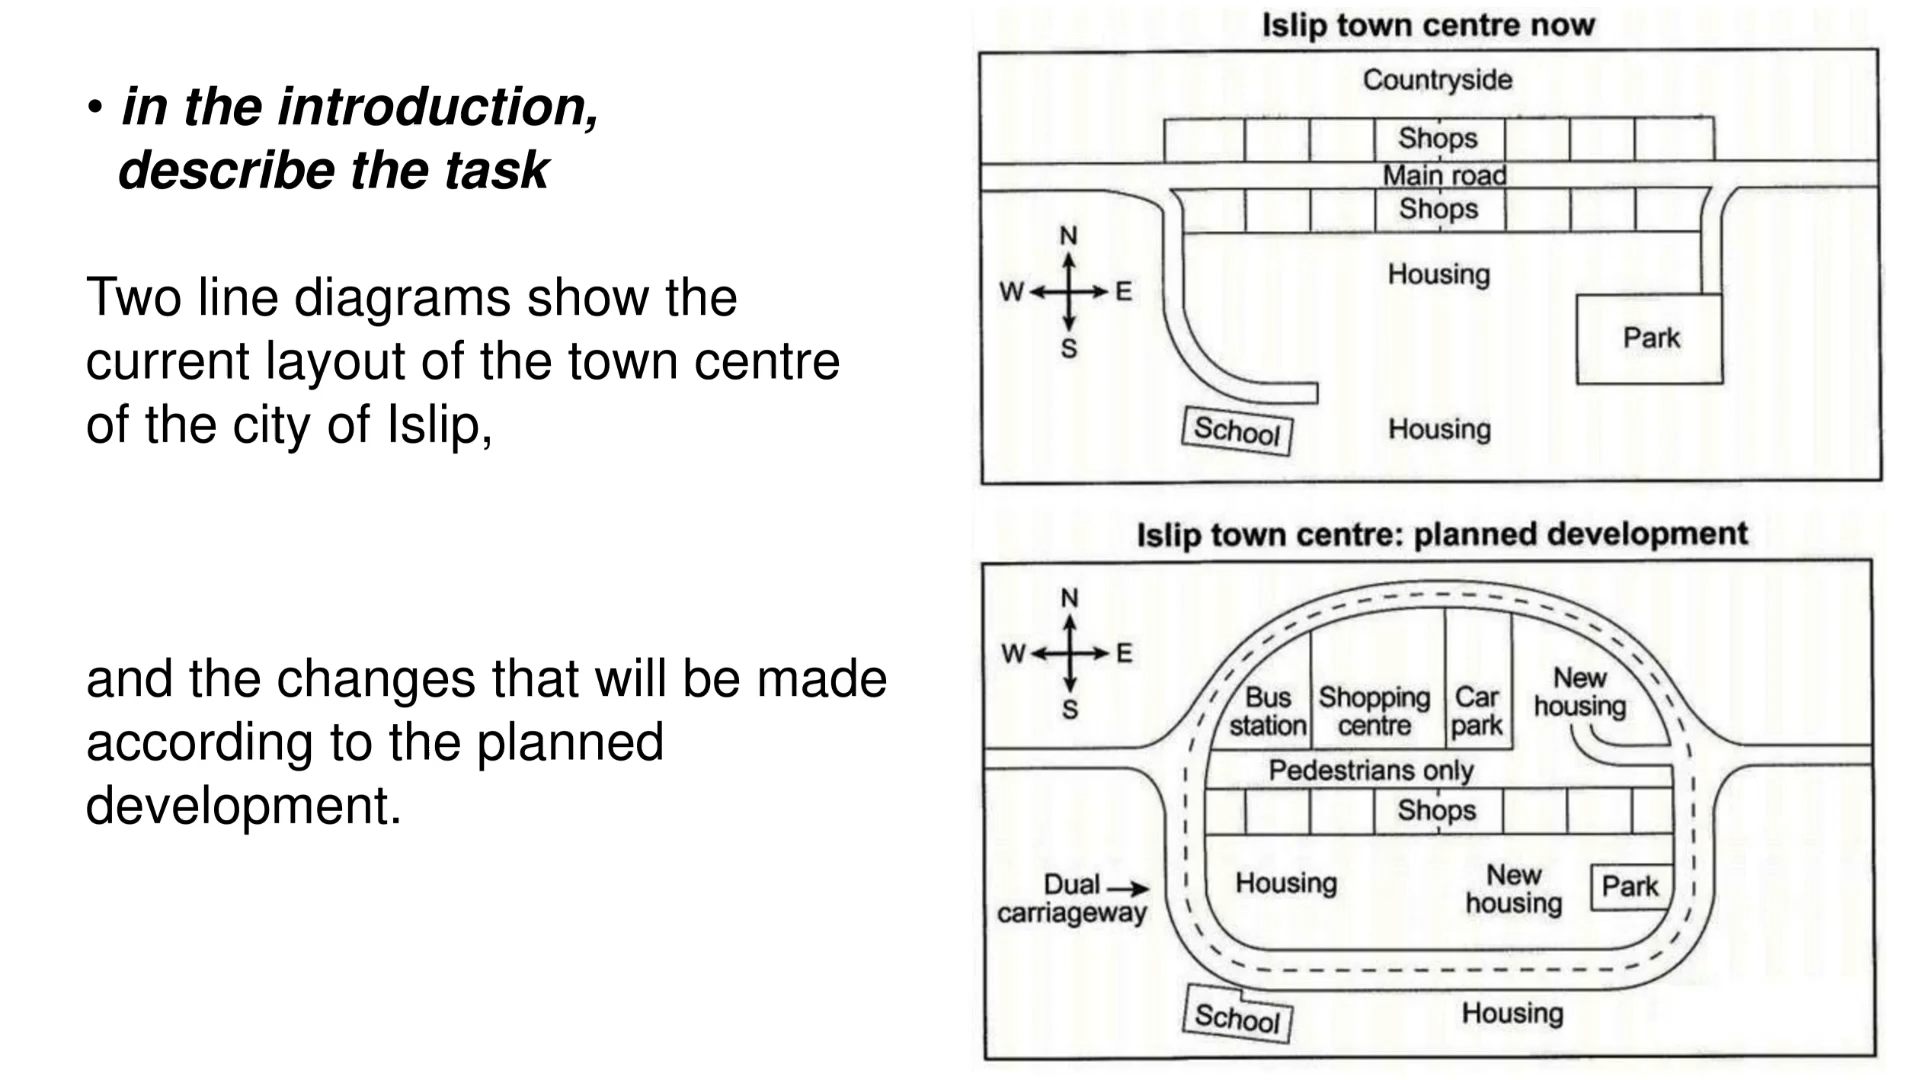 • in the introduction,
describe the task
Two line diagrams show the
current layout of the town centre
of the city of Islip,
and the changes that will be made
according to the planned
development.
Islip town centre now
Countryside
Shops
Main road
Shops
N
W E
S
Housing
Park
School
Housing
Islip town centre: planned development
N
W E
S
Bus
station
Shopping
centre
Car
park
New
housing
Pedestrians only
Shops
Dual
carriageway
Housing
New
housing
Park
School
Housing